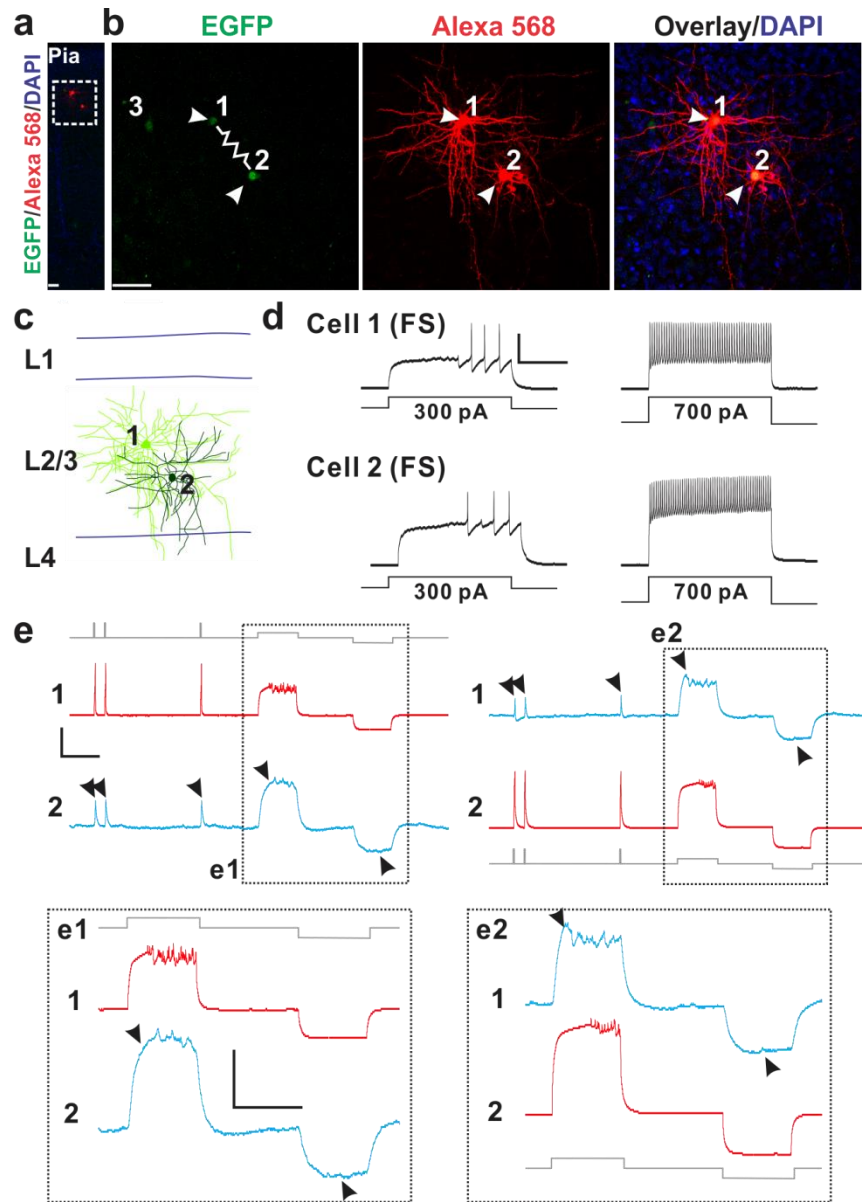 a
Pia
EGFP/Alexa 568/DAPI
b
EGFP
Alexa 568
Overlay/DAPI
3
1
2
1
2
1
2
c
L1
L2/3
L4
1
2
d
Cell 1 (FS)
300 pA
700 pA
Cell 2 (FS)
300 pA
700 pA
e
1
2
e1
e2
1
2
e1
1
2
e2
1
2